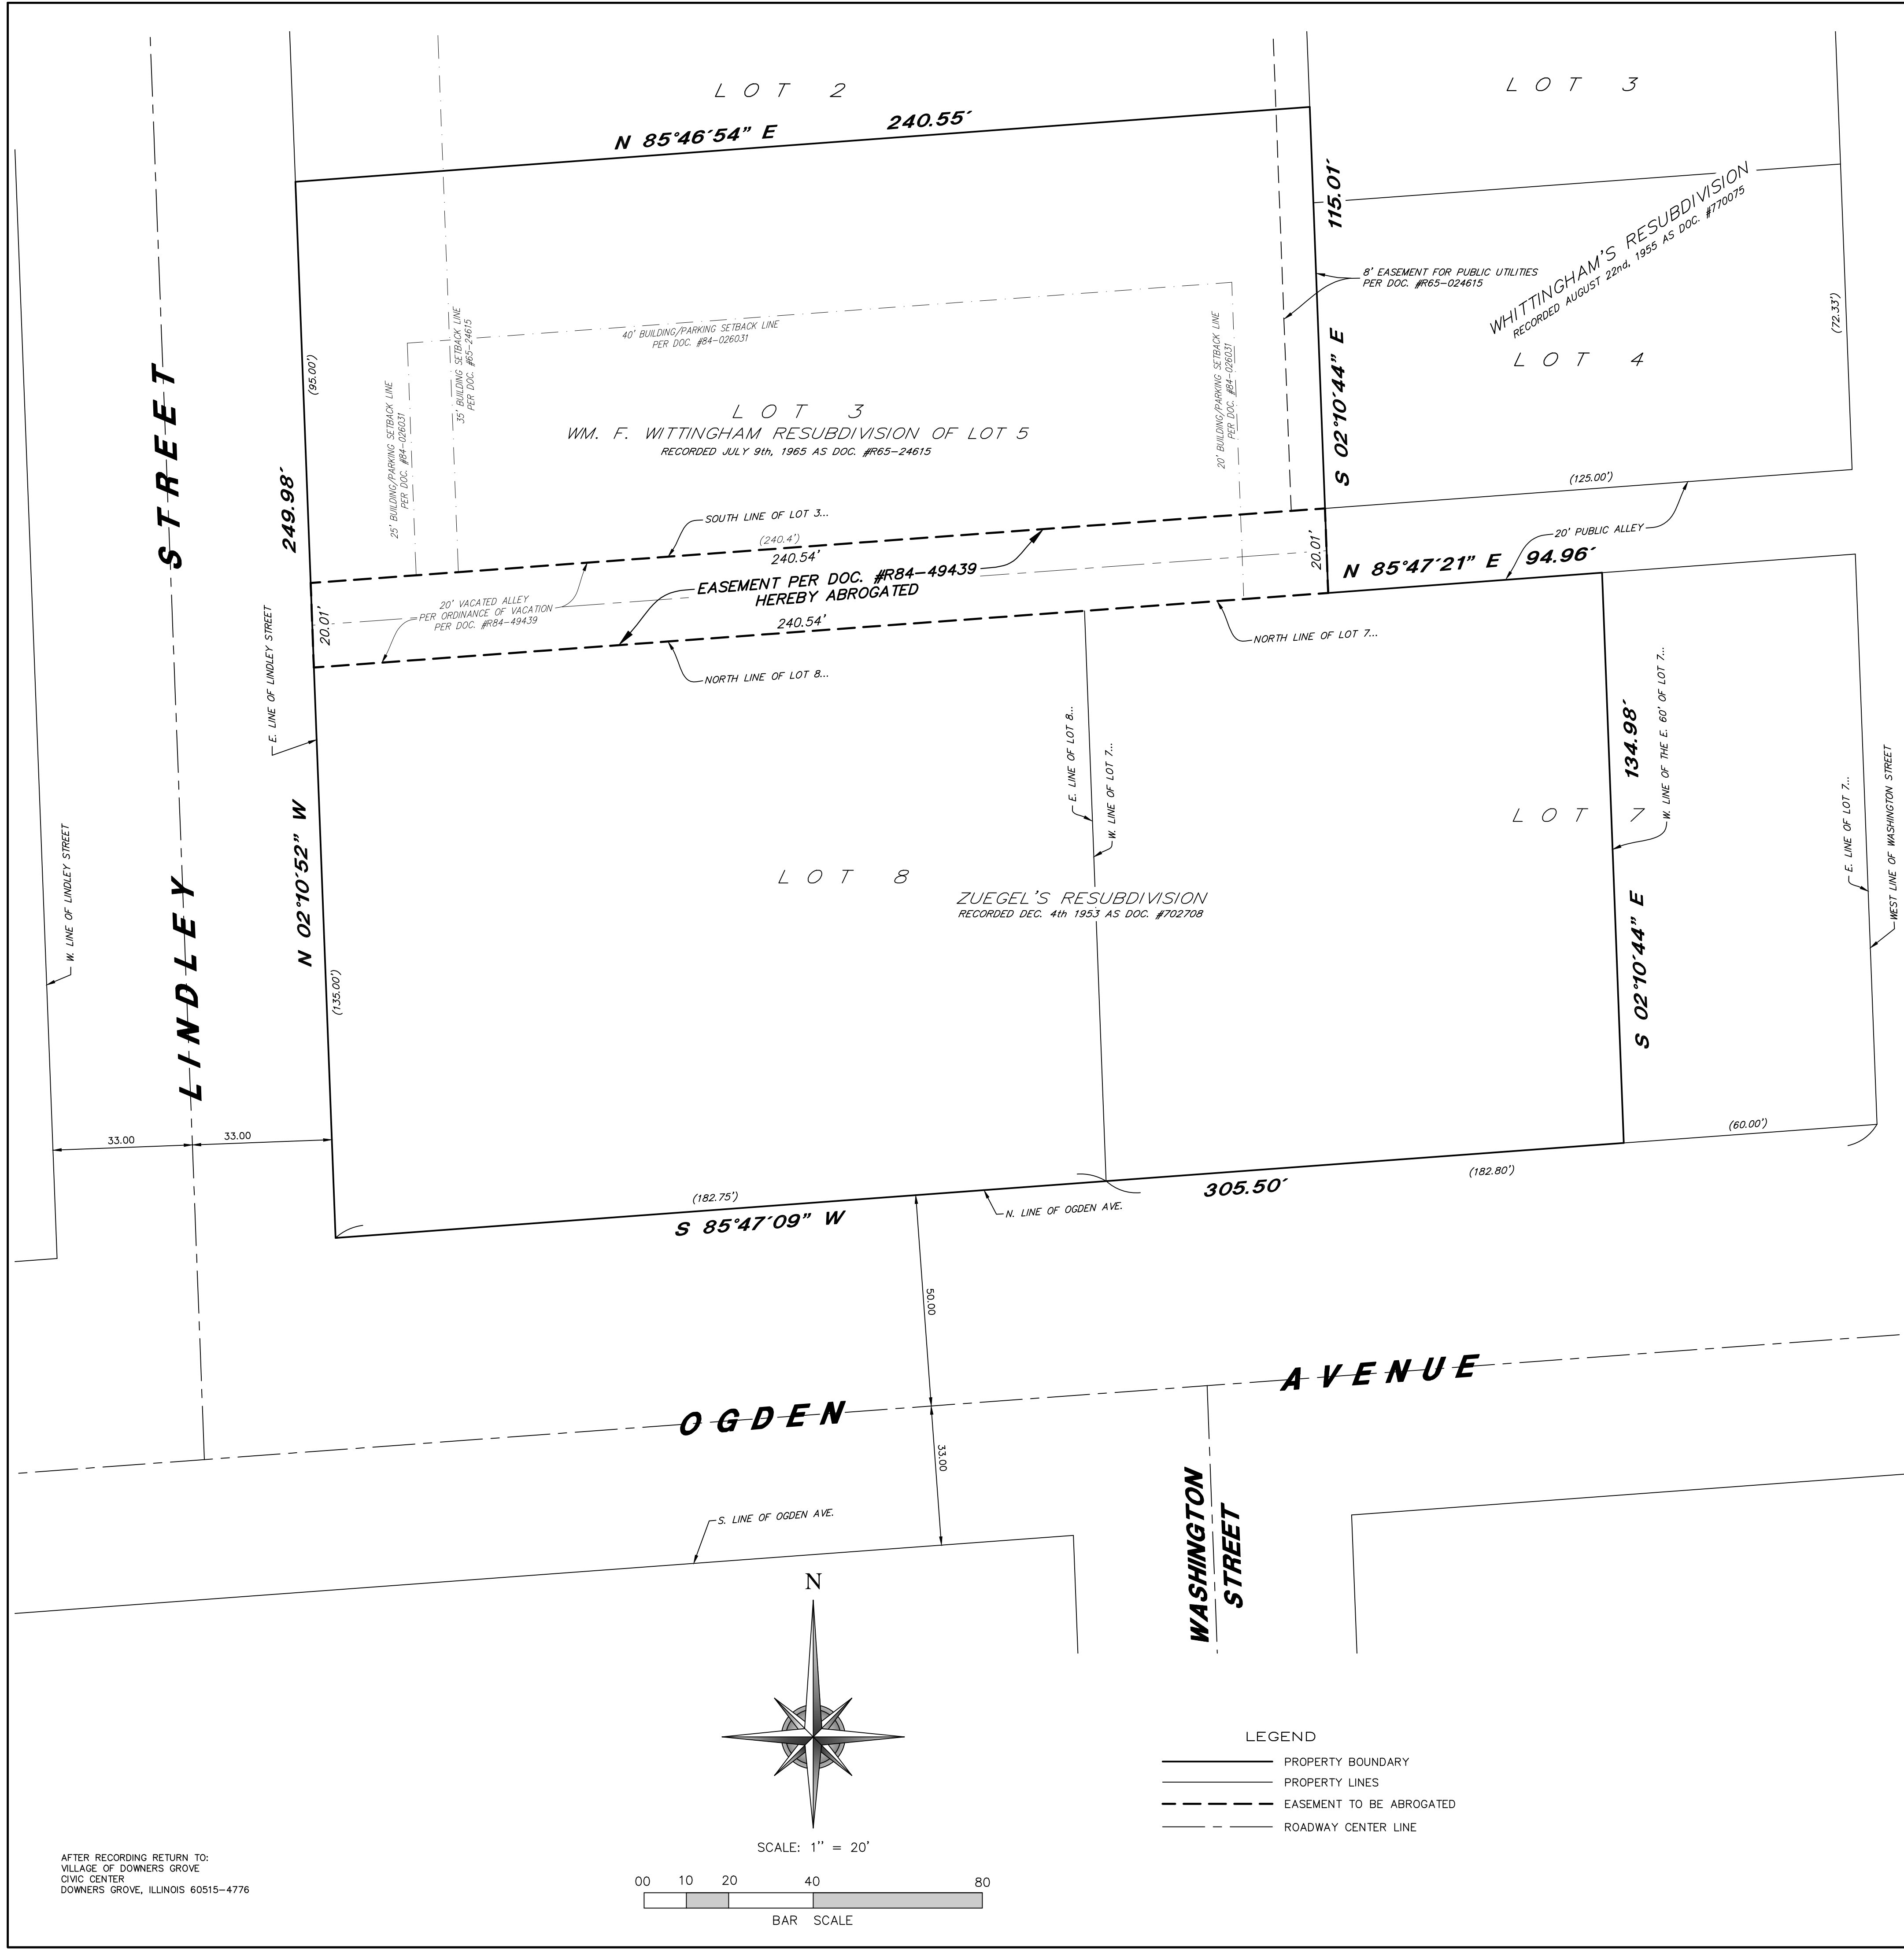 LOT 2
LOT 3
N 85°46'54" E 240.55'
115.01'
WHITTINGHAM'S RESUBDIVISION
RECORDED AUGUST 22nd, 1955 AS DOC. #770075
8' EASEMENT FOR PUBLIC UTILITIES
PER DOC. #R65-024615
(72.33')
LOT 4
S 02°10'44" E
(125.00')
20' PUBLIC ALLEY
N 85°47'21" E 94.96'
STREET
(95.00')
249.98'
25' BUILDING/PARKING SETBACK LINE
PER DOC. #84-026031
35' BUILDING SETBACK LINE
PER DOC. #65-24615
40' BUILDING/PARKING SETBACK LINE
PER DOC. #84-026031
20' BUILDING/PARKING SETBACK LINE
PER DOC. #84-026031
LOT 3
WM. F. WITTINGHAM RESUBDIVISION OF LOT 5
RECORDED JULY 9th, 1965 AS DOC. #R65-24615
SOUTH LINE OF LOT 3...
(240.4')
240.54'
EASEMENT PER DOC. #R84-49439
HEREBY ABROGATED
240.54'
20.01'
20.01'
20' VACATED ALLEY
PER ORDINANCE OF VACATION
PER DOC. #R84-49439
NORTH LINE OF LOT 8...
NORTH LINE OF LOT 7...
E. LINE OF LINDLEY STREET
W. LINE OF LINDLEY STREET
LINDLEY
N 02°10'52" W
(135.00')
E. LINE OF LOT 8...
W. LINE OF LOT 7...
LOT 8
LOT 7
ZUEGEL'S RESUBDIVISION
RECORDED DEC. 4th 1953 AS DOC. #702708
134.98'
W. LINE OF THE E. 60' OF LOT 7...
S 02°10'44" E
E. LINE OF LOT 7...
WEST LINE OF WASHINGTON STREET
33.00
33.00
(60.00')
(182.75')
S 85°47'09" W
305.50'
(182.80')
N. LINE OF OGDEN AVE.
50.00
OGDEN AVENUE
33.00
S. LINE OF OGDEN AVE.
WASHINGTON
STREET
N
SCALE: 1" = 20'
00 10 20 40 80
BAR SCALE
LEGEND
PROPERTY BOUNDARY
PROPERTY LINES
EASEMENT TO BE ABROGATED
ROADWAY CENTER LINE
AFTER RECORDING RETURN TO:
VILLAGE OF DOWNERS GROVE
CIVIC CENTER
DOWNERS GROVE, ILLINOIS 60515-4776